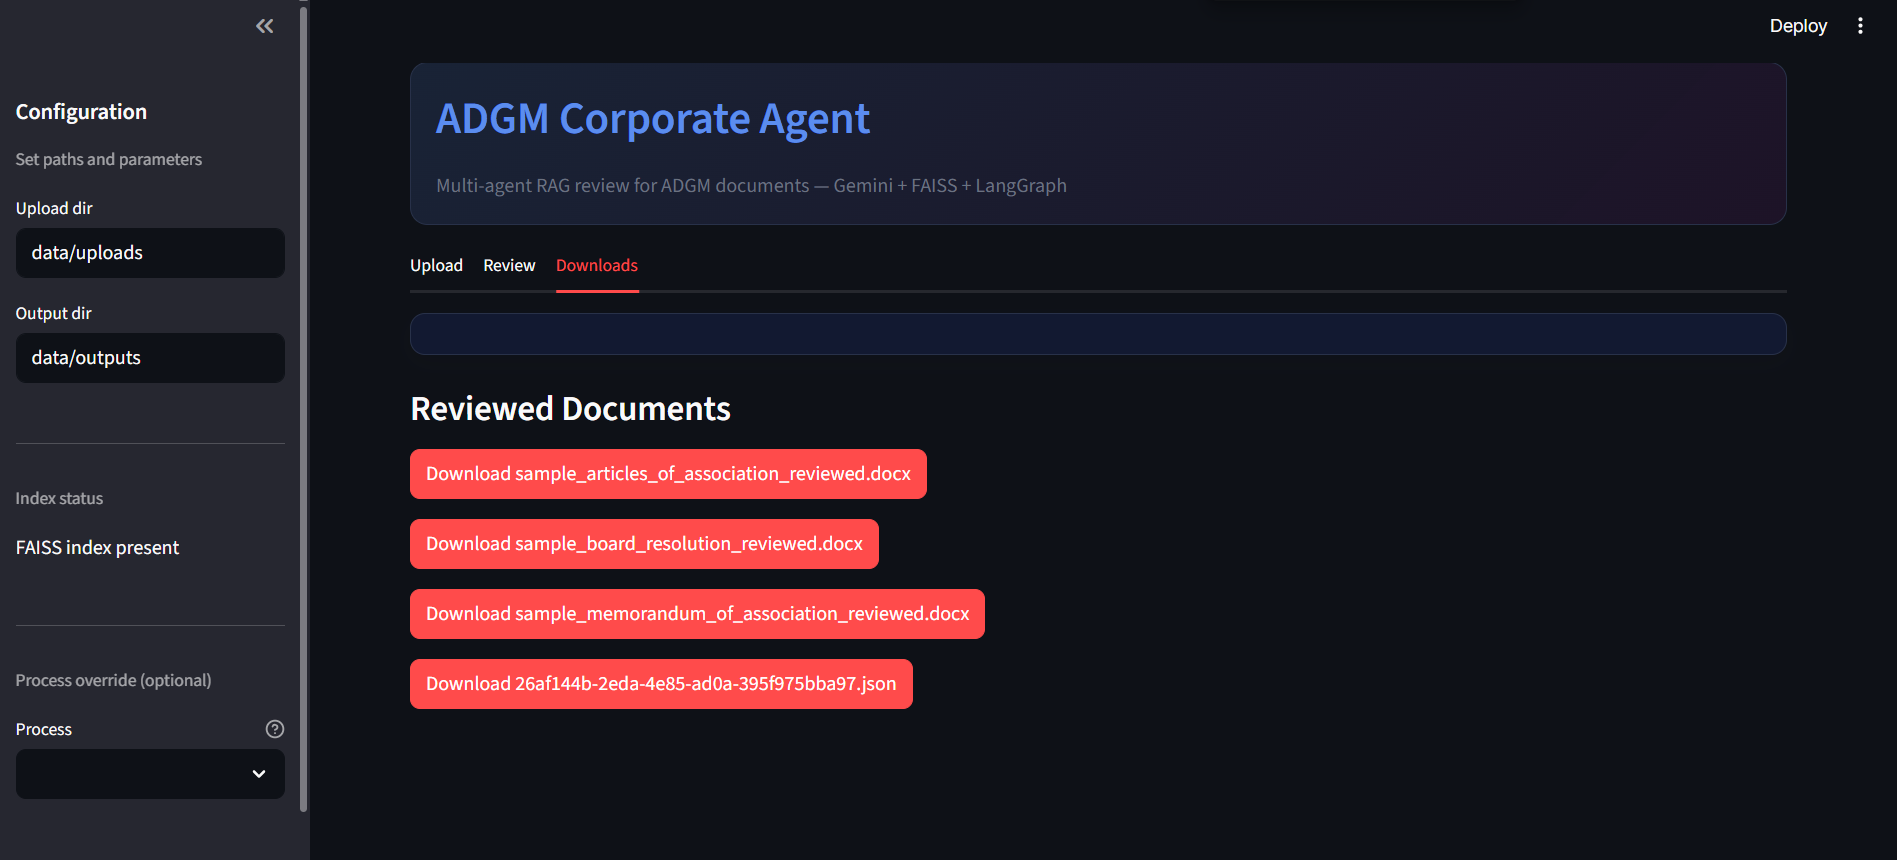 Deploy
Configuration
Set paths and parameters
Upload dir
data/uploads
Output dir
data/outputs
Index status
FAISS index present
Process override (optional)
Process
ADGM Corporate Agent
Multi-agent RAG review for ADGM documents — Gemini + FAISS + LangGraph
Upload Review Downloads
Reviewed Documents
Download sample_articles_of_association_reviewed.docx
Download sample_board_resolution_reviewed.docx
Download sample_memorandum_of_association_reviewed.docx
Download 26af144b-2eda-4e85-ad0a-395f975bba97.json